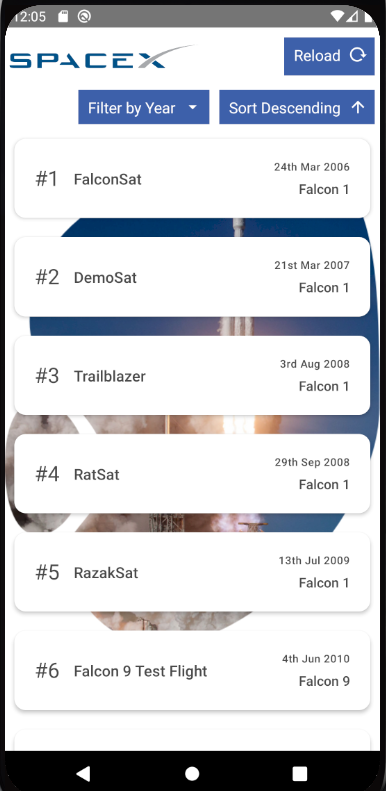 12:05
SPACEX
Reload
Filter by Year
Sort Descending
#1 FalconSat
24th Mar 2006
Falcon 1
#2 DemoSat
21st Mar 2007
Falcon 1
#3 Trailblazer
3rd Aug 2008
Falcon 1
#4 RatSat
29th Sep 2008
Falcon 1
#5 RazakSat
13th Jul 2009
Falcon 1
#6 Falcon 9 Test Flight
4th Jun 2010
Falcon 9